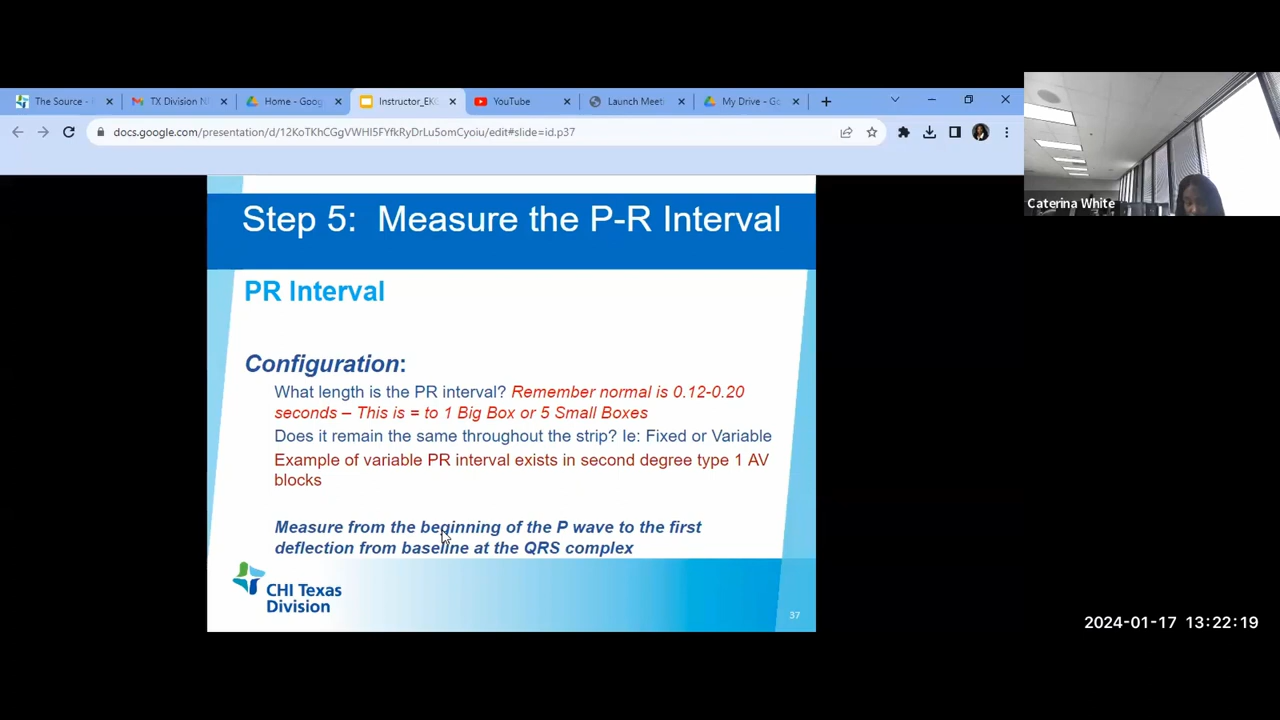 The Source -
TX Division N
Home - Goog
Instructor_EK
YouTube
Launch Meeti
My Drive - Go
docs.google.com/presentation/d/12KoTKhCGgVWHI5FYfkRyDrLu5omCyoiu/edit#slide=id.p37
Caterina White
Step 5: Measure the P-R Interval
PR Interval
Configuration:
What length is the PR interval? Remember normal is 0.12-0.20
seconds – This is = to 1 Big Box or 5 Small Boxes
Does it remain the same throughout the strip? Ie: Fixed or Variable
Example of variable PR interval exists in second degree type 1 AV
blocks
Measure from the beginning of the P wave to the first
deflection from baseline at the QRS complex
CHI Texas
Division
37
2024-01-17 13:22:19